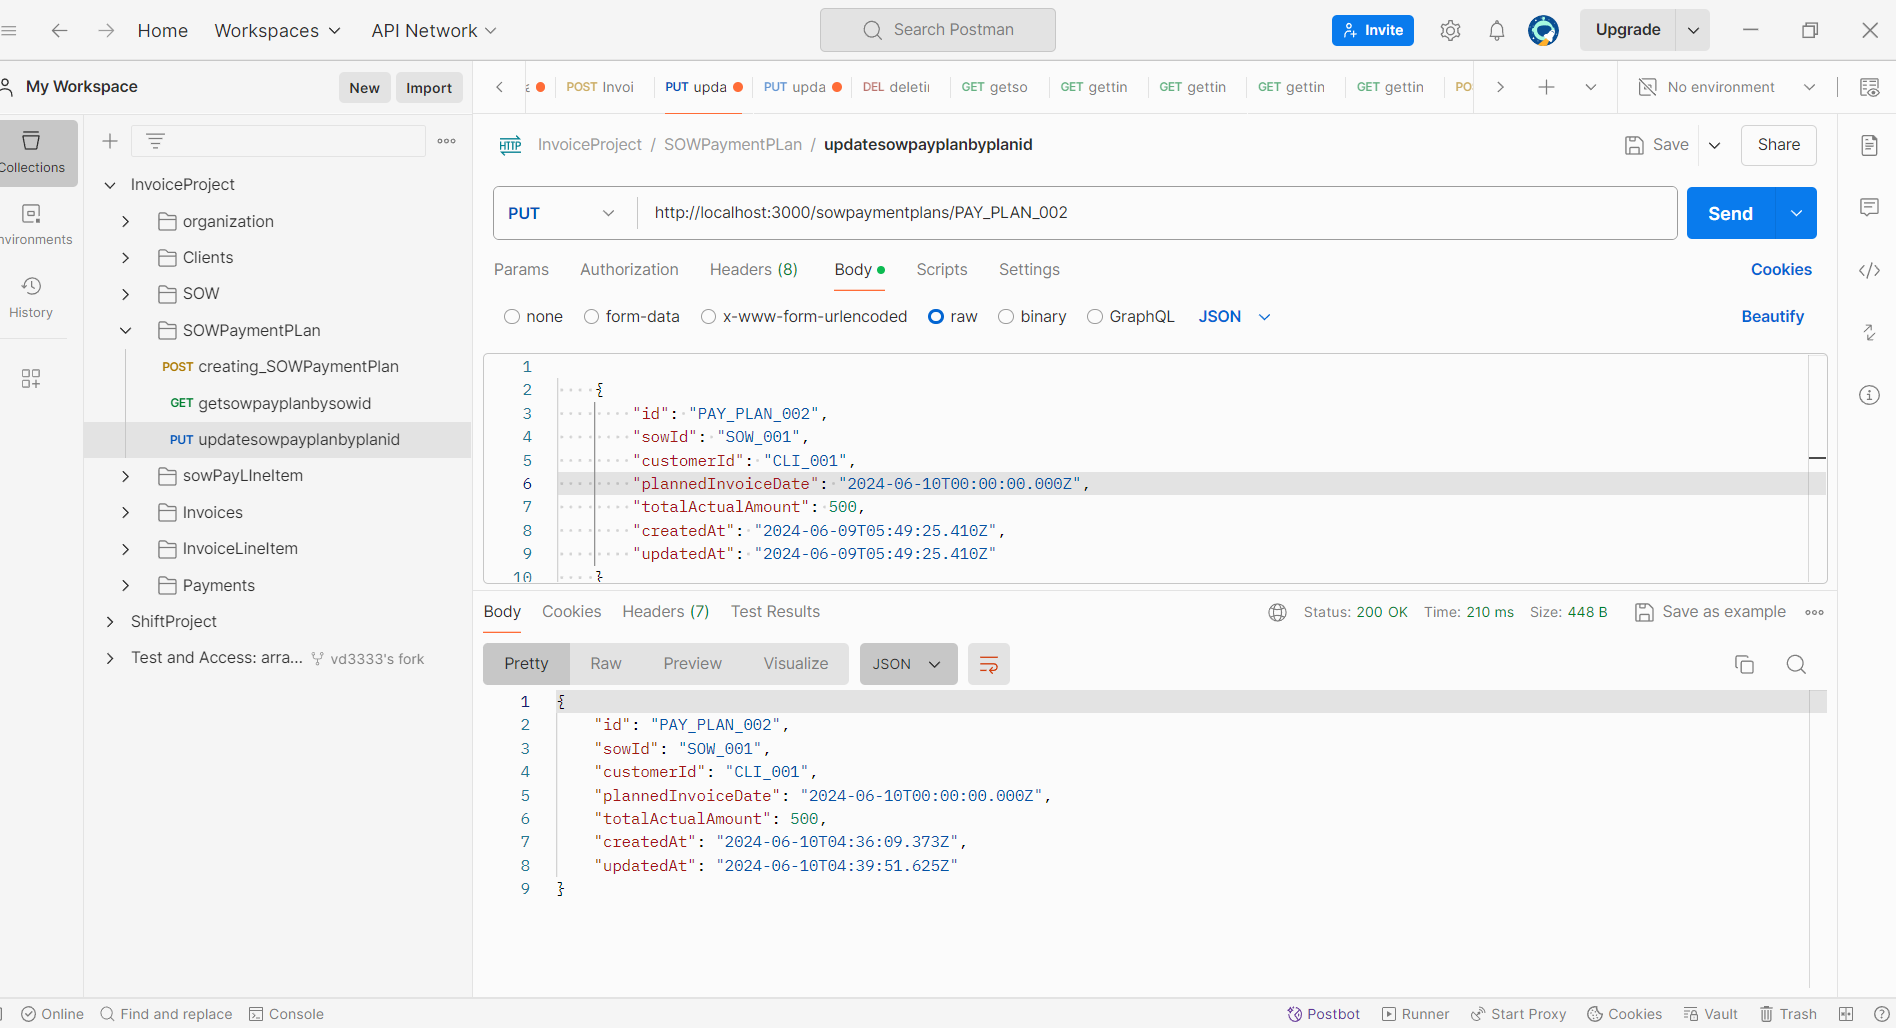 Home Workspaces API Network Search Postman Invite Upgrade
My Workspace New Import
POST Invoi PUT upda PUT upda DEL deletin GET getso GET gettin GET gettin GET gettin GET gettin No environment
Collections
History
InvoiceProject
organization
Clients
SOW
SOWPaymentPLan
POST creating_SOWPaymentPlan
GET getsowpayplanbysowid
PUT updatesowpayplanbyplanid
sowPayLIneItem
Invoices
InvoiceLineItem
Payments
ShiftProject
Test and Access: arra... vd3333's fork
HTTP InvoiceProject / SOWPaymentPLan / updatesowpayplanbyplanid Save Share
PUT http://localhost:3000/sowpaymentplans/PAY_PLAN_002 Send
Params Authorization Headers (8) Body Scripts Settings Cookies
none form-data x-www-form-urlencoded raw binary GraphQL JSON Beautify
1
2 {
3 "id": "PAY_PLAN_002",
4 "sowId": "SOW_001",
5 "customerId": "CLI_001",
6 "plannedInvoiceDate": "2024-06-10T00:00:00.000Z",
7 "totalActualAmount": 500,
8 "createdAt": "2024-06-09T05:49:25.410Z",
9 "updatedAt": "2024-06-09T05:49:25.410Z"
10 }
Body Cookies Headers (7) Test Results Status: 200 OK Time: 210 ms Size: 448 B Save as example
Pretty Raw Preview Visualize JSON
1 {
2 "id": "PAY_PLAN_002",
3 "sowId": "SOW_001",
4 "customerId": "CLI_001",
5 "plannedInvoiceDate": "2024-06-10T00:00:00.000Z",
6 "totalActualAmount": 500,
7 "createdAt": "2024-06-10T04:36:09.373Z",
8 "updatedAt": "2024-06-10T04:39:51.625Z"
9 }
Online Find and replace Console Postbot Runner Start Proxy Cookies Vault Trash